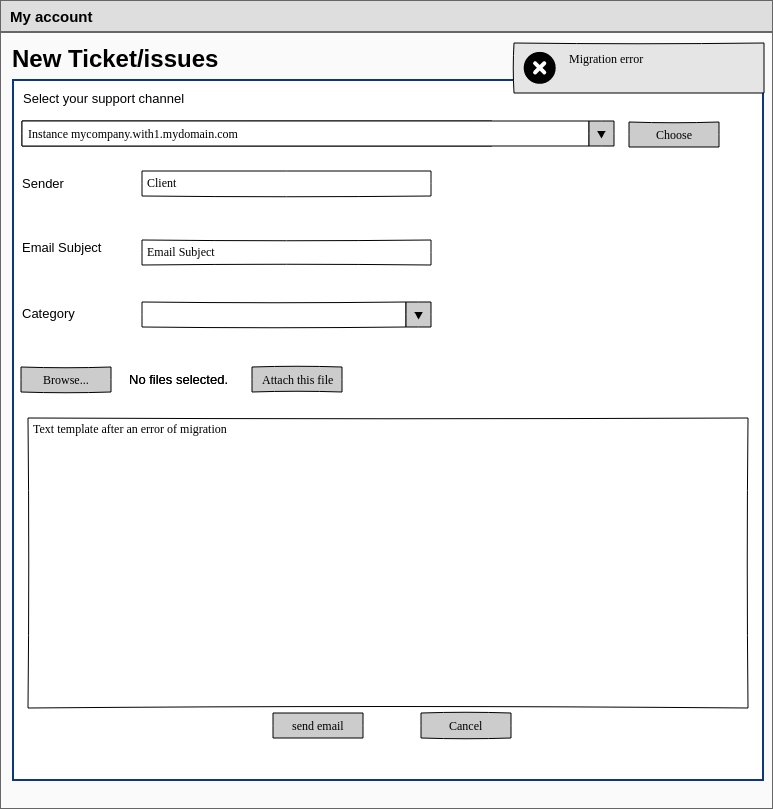 My account
New Ticket/issues
Migration error
Select your support channel
Instance mycompany.with1.mydomain.com
Choose
Sender
Client
Email Subject
Email Subject
Category
Browse...
No files selected.
Attach this file
Text template after an error of migration
send email
Cancel